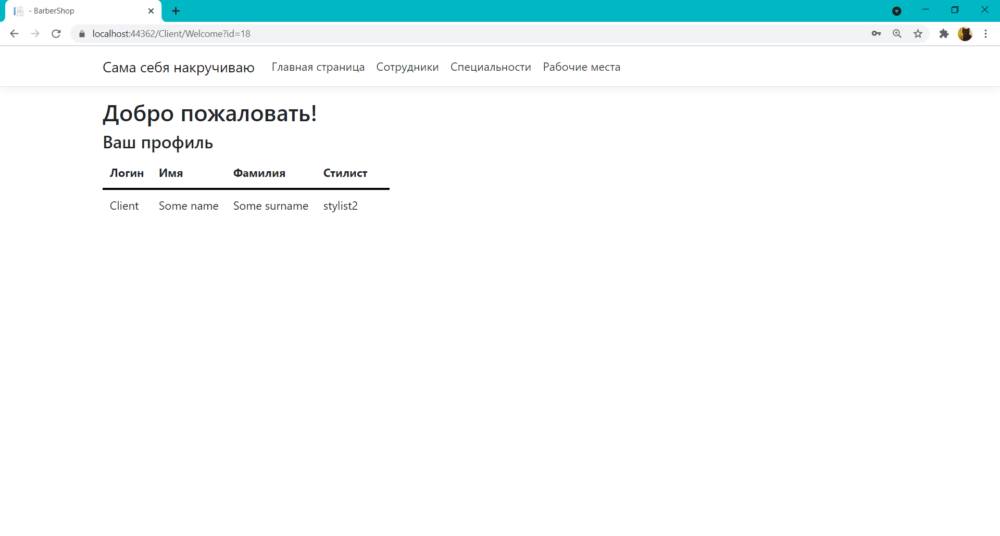 - BarberShop
localhost:44362/Client/Welcome?id=18
Сама себя накручиваю Главная страница Сотрудники Специальности Рабочие места
Добро пожаловать!
Ваш профиль
Логин Имя Фамилия Стилист
Client Some name Some surname stylist2